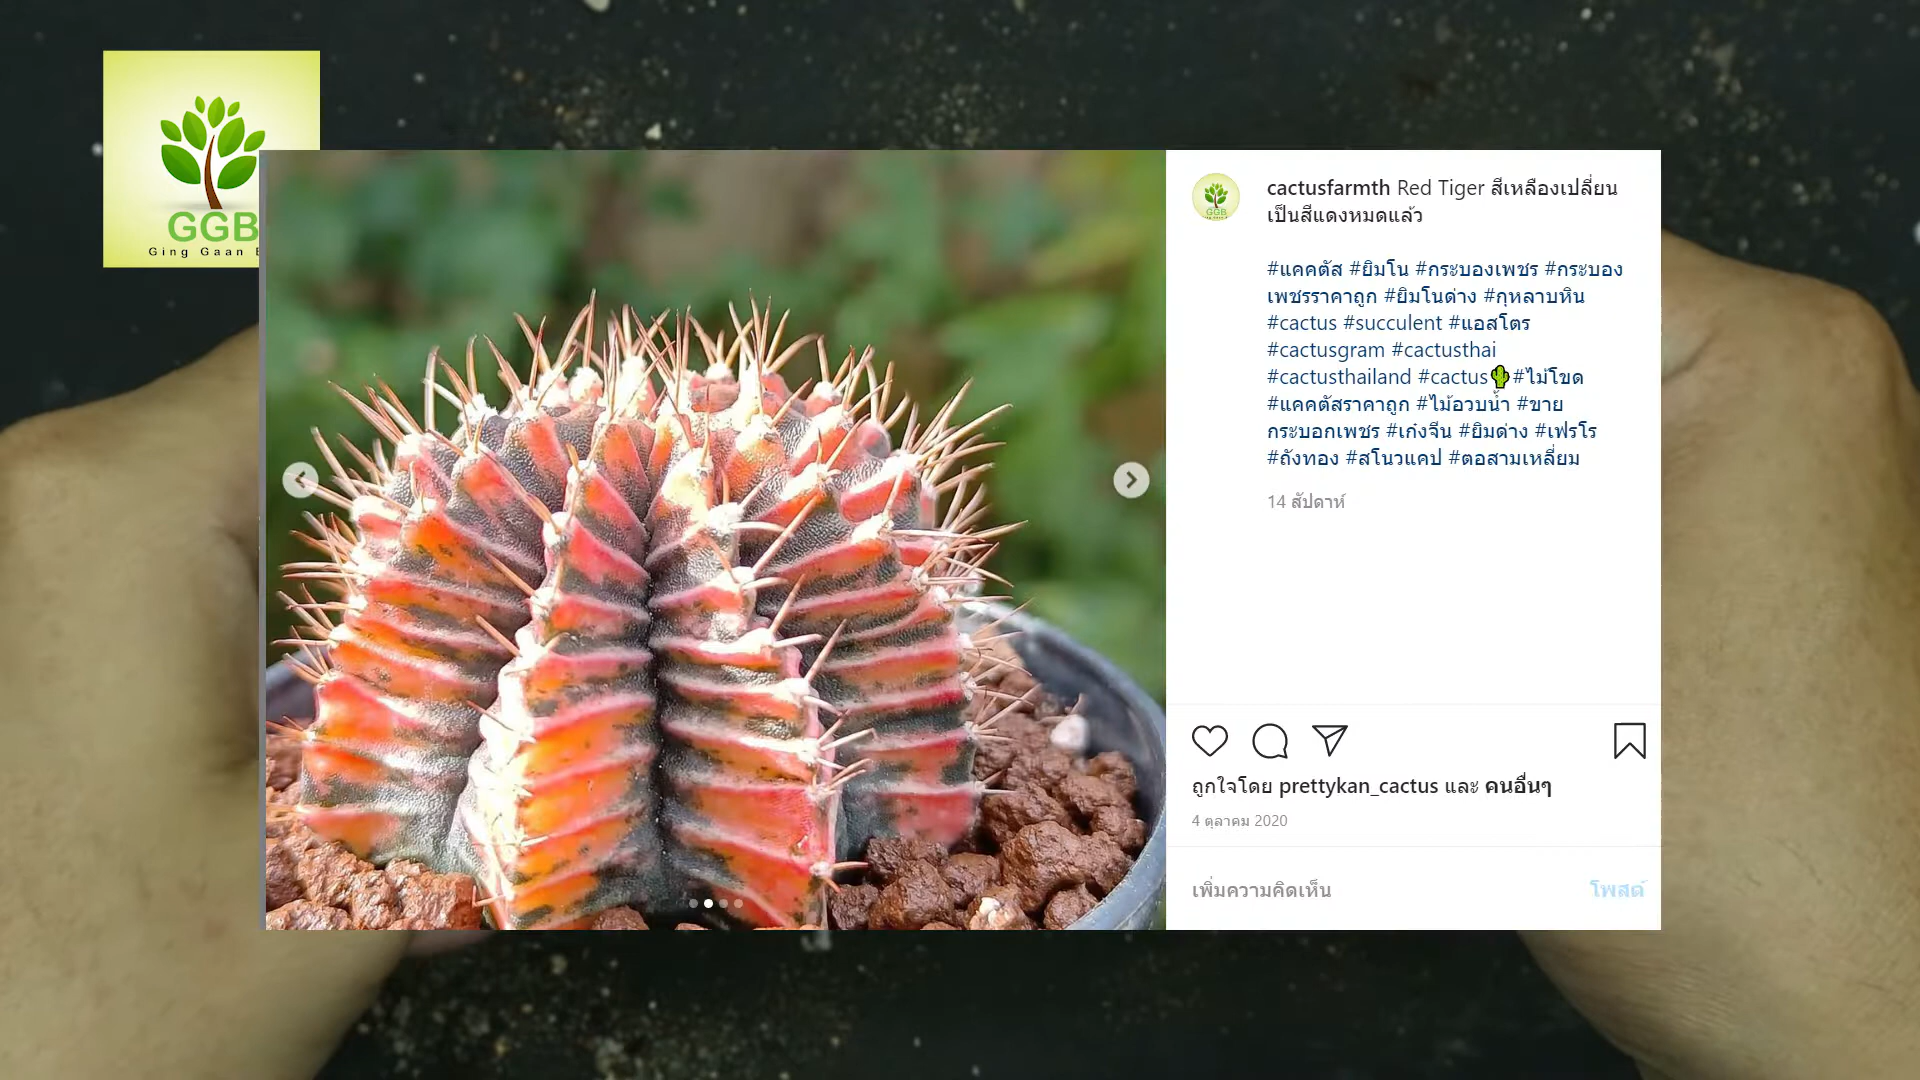 GGB
Ging Gaan
cactusfarmth Red Tiger สีเหลืองเปลี่ยน
เป็นสีแดงหมดแล้ว
#แคคตัส #ยิมโน #กระบองเพชร #กระบอง
เพชรราคาถูก #ยิมโนด่าง #กุหลาบหิน
#cactus #succulent #แอสโตร
#cactusgram #cactusthai
#cactusthailand #cactus🌵#ไม้โขด
#แคคตัสราคาถูก #ไม้อวบน้ำ #ขาย
กระบอกเพชร #เก๋งจีน #ยิมด่าง #เฟรโร
#ถังทอง #สโนวแคป #ตอสามเหลี่ยม
14 สัปดาห์
ถูกใจโดย prettykan_cactus และ คนอื่นๆ
4 ตุลาคม 2020
เพิ่มความคิดเห็น
โพสต์